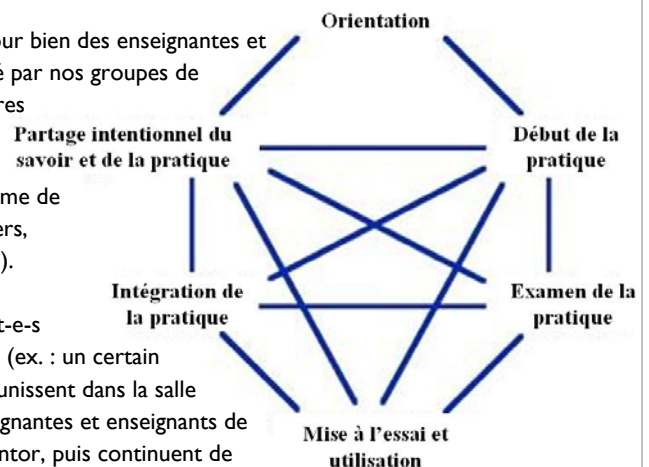 Orientation
our bien des enseignantes et
é par nos groupes de
res
Partage intentionnel du
savoir et de la pratique
Début de la
pratique
me de
ers,
).
Intégration de
la pratique
Examen de la
pratique
t-e-s
(ex. : un certain
unissent dans la salle
gnantes et enseignants de
ntor, puis continuent de
Mise à l'essai et
utilisation